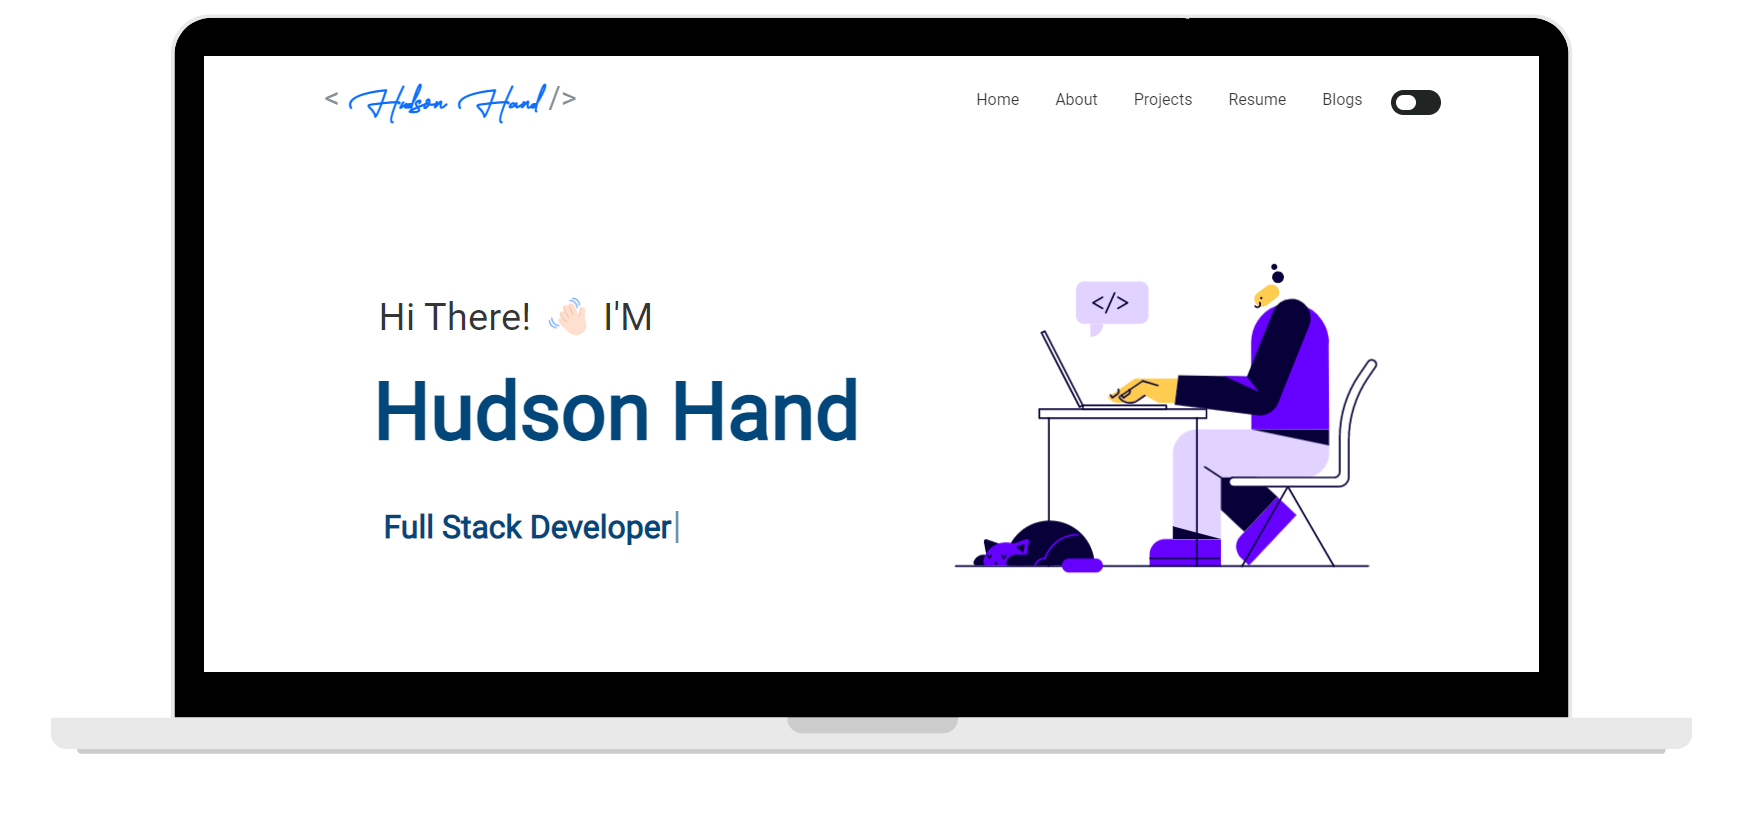 < Hudson Hand />
Home About Projects Resume Blogs
</>
Hi There! 👋🏻 I'M
Hudson Hand
Full Stack Developer|